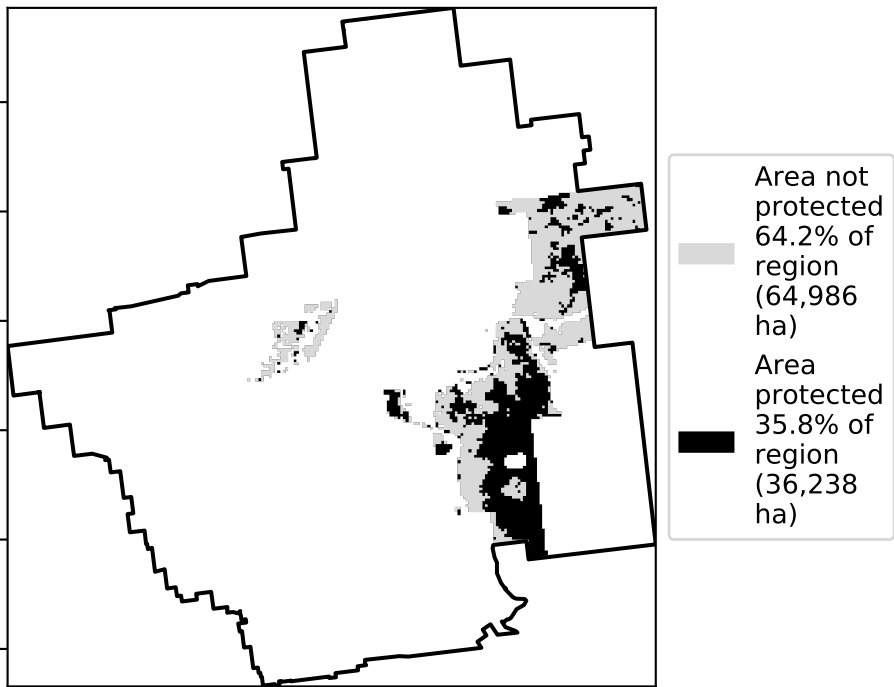 Area not
protected
64.2% of
region
(64,986
ha)
Area
protected
35.8% of
region
(36,238
ha)